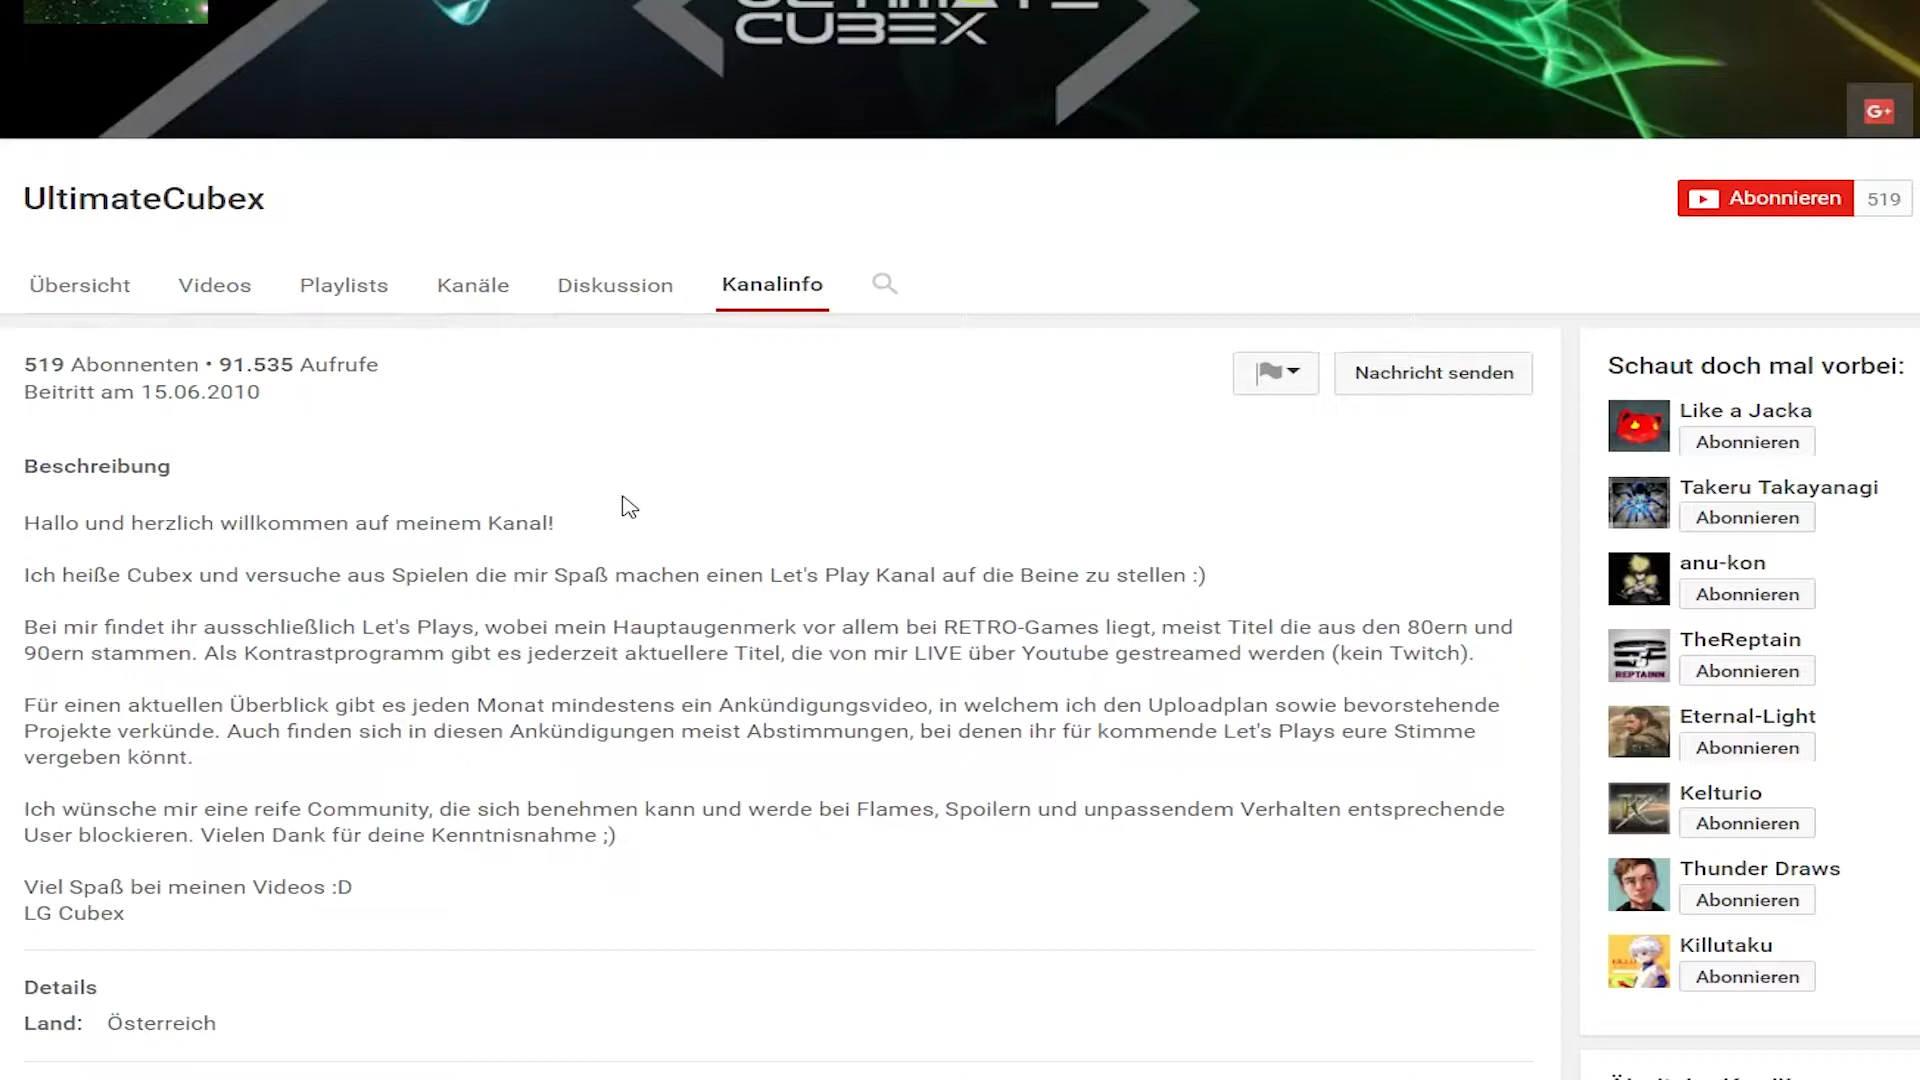 CUBEX
G+
UltimateCubex
Abonnieren 519
Übersicht Videos Playlists Kanäle Diskussion Kanalinfo
519 Abonnenten • 91.535 Aufrufe
Beitritt am 15.06.2010
Nachricht senden
Beschreibung
Hallo und herzlich willkommen auf meinem Kanal!
Ich heiße Cubex und versuche aus Spielen die mir Spaß machen einen Let's Play Kanal auf die Beine zu stellen :)
Bei mir findet ihr ausschließlich Let's Plays, wobei mein Hauptaugenmerk vor allem bei RETRO-Games liegt, meist Titel die aus den 80ern und
90ern stammen. Als Kontrastprogramm gibt es jederzeit aktuellere Titel, die von mir LIVE über Youtube gestreamed werden (kein Twitch).
Für einen aktuellen Überblick gibt es jeden Monat mindestens ein Ankündigungsvideo, in welchem ich den Uploadplan sowie bevorstehende
Projekte verkünde. Auch finden sich in diesen Ankündigungen meist Abstimmungen, bei denen ihr für kommende Let's Plays eure Stimme
vergeben könnt.
Ich wünsche mir eine reife Community, die sich benehmen kann und werde bei Flames, Spoilern und unpassendem Verhalten entsprechende
User blockieren. Vielen Dank für deine Kenntnisnahme ;)
Viel Spaß bei meinen Videos :D
LG Cubex
Details
Land: Österreich
Schaut doch mal vorbei:
Like a Jacka
Abonnieren
Takeru Takayanagi
Abonnieren
anu-kon
Abonnieren
TheReptain
Abonnieren
Eternal-Light
Abonnieren
Kelturio
Abonnieren
Thunder Draws
Abonnieren
Killutaku
Abonnieren